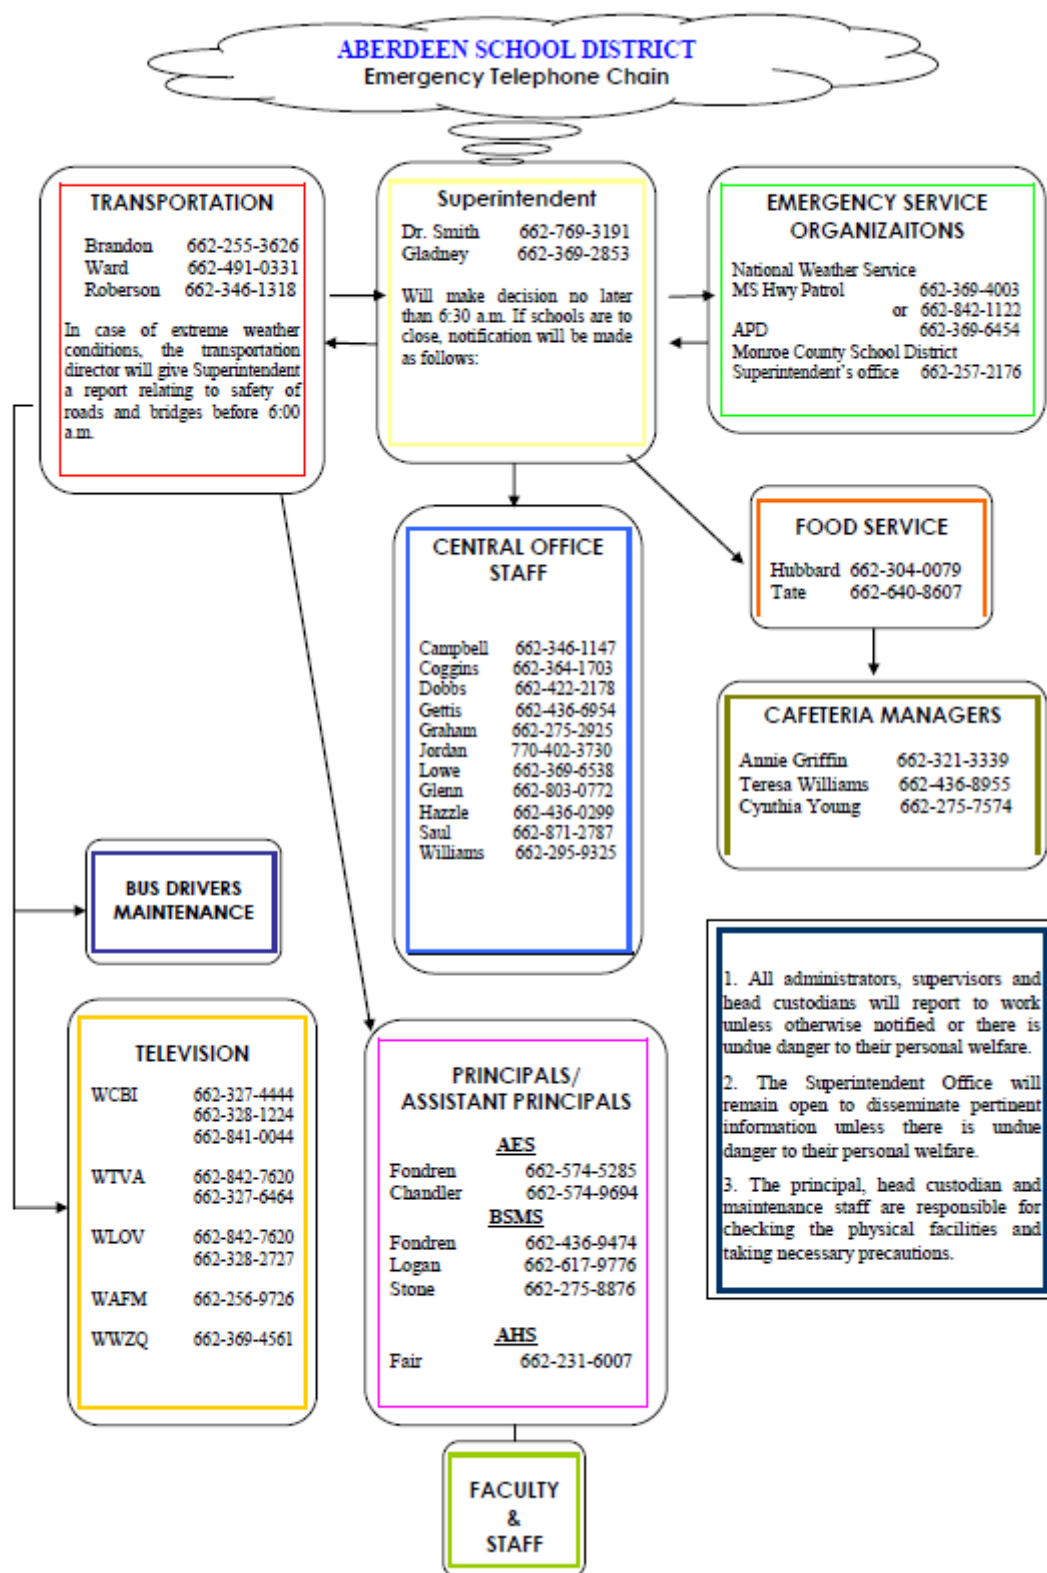 ABERDEEN SCHOOL DISTRICT
Emergency Telephone Chain
TRANSPORTATION
Brandon 662-255-3626
Ward 662-491-0331
Roberson 662-346-1318
In case of extreme weather
conditions, the transportation
director will give Superintendent
a report relating to safety of
roads and bridges before 6:00
a.m.
Superintendent
Dr. Smith 662-769-3191
Gladney 662-369-2853
Will make decision no later
than 6:30 a.m. If schools are to
close, notification will be made
as follows:
EMERGENCY SERVICE
ORGANIZAITONS
National Weather Service
MS Hwy Patrol 662-369-4003
or 662-842-1122
APD 662-369-6454
Monroe County School District
Superintendent's office 662-257-2176
CENTRAL OFFICE
STAFF
Campbell 662-346-1147
Coggins 662-364-1703
Dobbs 662-422-2178
Gettis 662-436-6954
Graham 662-275-2925
Jordan 770-402-3730
Lowe 662-369-6538
Glenn 662-803-0772
Hazzle 662-436-0299
Saul 662-871-2787
Williams 662-295-9325
FOOD SERVICE
Hubbard 662-304-0079
Tate 662-640-8607
CAFETERIA MANAGERS
Annie Griffin 662-321-3339
Teresa Williams 662-436-8955
Cynthia Young 662-275-7574
BUS DRIVERS
MAINTENANCE
TELEVISION
WCBI 662-327-4444
662-328-1224
662-841-0044
WTVA 662-842-7620
662-327-6464
WLOV 662-842-7620
662-328-2727
WAFM 662-256-9726
WWZQ 662-369-4561
PRINCIPALS/
ASSISTANT PRINCIPALS
AES
Fondren 662-574-5285
Chandler 662-574-9694
BSMS
Fondren 662-436-9474
Logan 662-617-9776
Stone 662-275-8876
AHS
Fair 662-231-6007
1. All administrators, supervisors and
head custodians will report to work
unless otherwise notified or there is
undue danger to their personal welfare.
2. The Superintendent Office will
remain open to disseminate pertinent
information unless there is undue
danger to their personal welfare.
3. The principal, head custodian and
maintenance staff are responsible for
checking the physical facilities and
taking necessary precautions.
FACULTY
&
STAFF